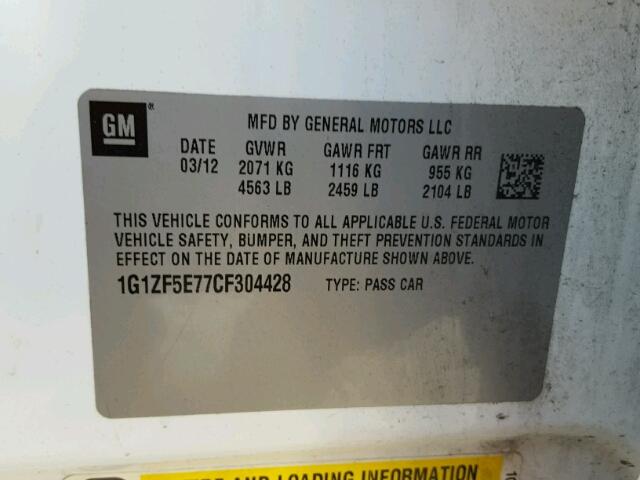 GM ®
MFD BY GENERAL MOTORS LLC
DATE GVWR GAWR FRT GAWR RR
03/12 2071 KG 1116 KG 955 KG
4563 LB 2459 LB 2104 LB
THIS VEHICLE CONFORMS TO ALL APPLICABLE U.S. FEDERAL MOTOR
VEHICLE SAFETY, BUMPER, AND THEFT PREVENTION STANDARDS IN
EFFECT ON THE DATE OF MANUFACTURE SHOWN ABOVE.
1G1ZF5E77CF304428 TYPE: PASS CAR
AND LOADING INFORMATION